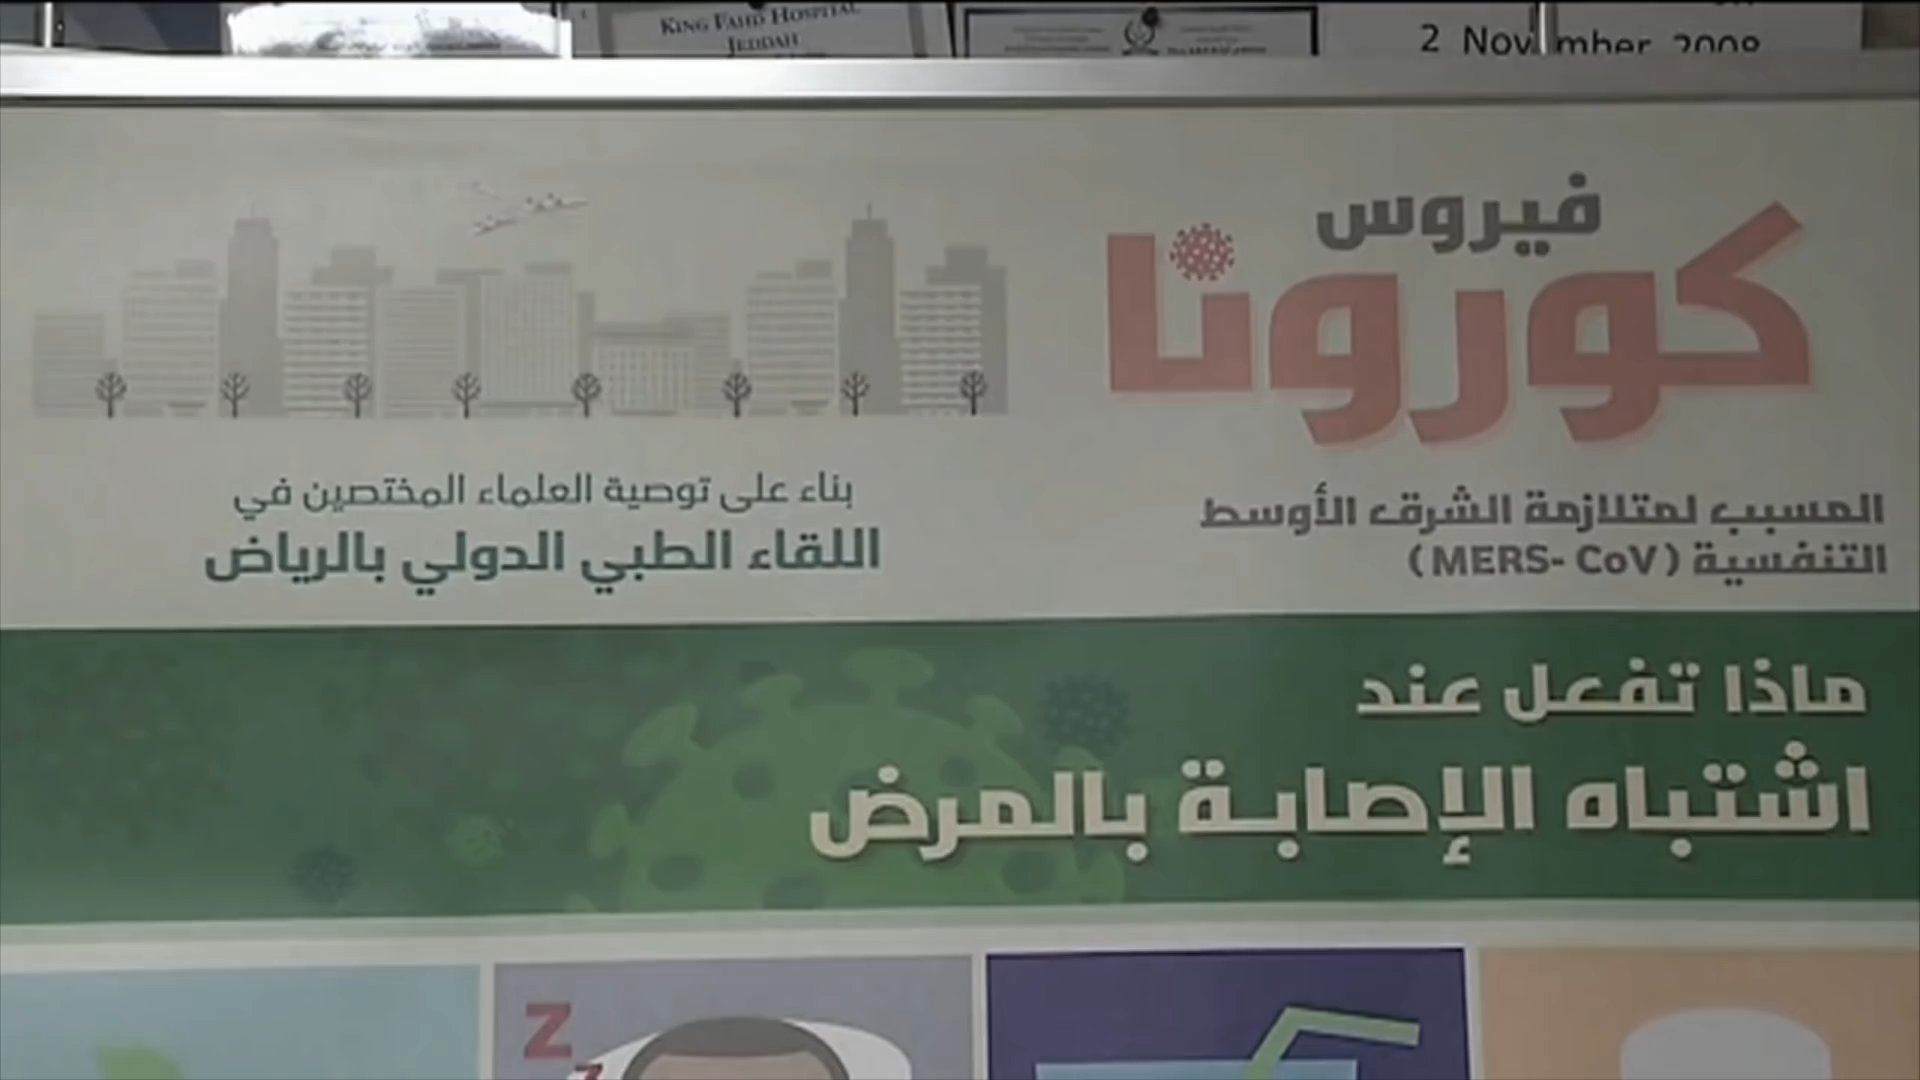 KING FAHD HOSPITAL
JEDDAH
2 November 2008
فيروس
كورونا
المسبب لمتلازمة الشرق الأوسط
التنفسية (MERS- CoV)
بناء على توصية العلماء المختصين في
اللقاء الطبي الدولي بالرياض
ماذا تفعل عند
اشتباه الإصابة بالمرض
Z
z